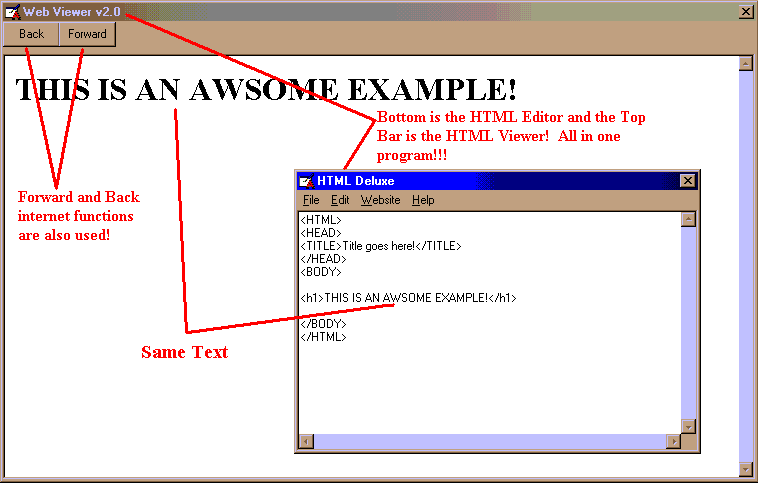 Web Viewer v2.0
Back Forward
THIS IS AN AWSOME EXAMPLE!
Bottom is the HTML Editor and the Top
Bar is the HTML Viewer! All in one
program!!!
Forward and Back
internet functions
are also used!
HTML Deluxe
File Edit Website Help
<HTML>
<HEAD>
<TITLE>Title goes here!</TITLE>
</HEAD>
<BODY>
<h1>THIS IS AN AWSOME EXAMPLE!</h1>
</BODY>
</HTML>
Same Text